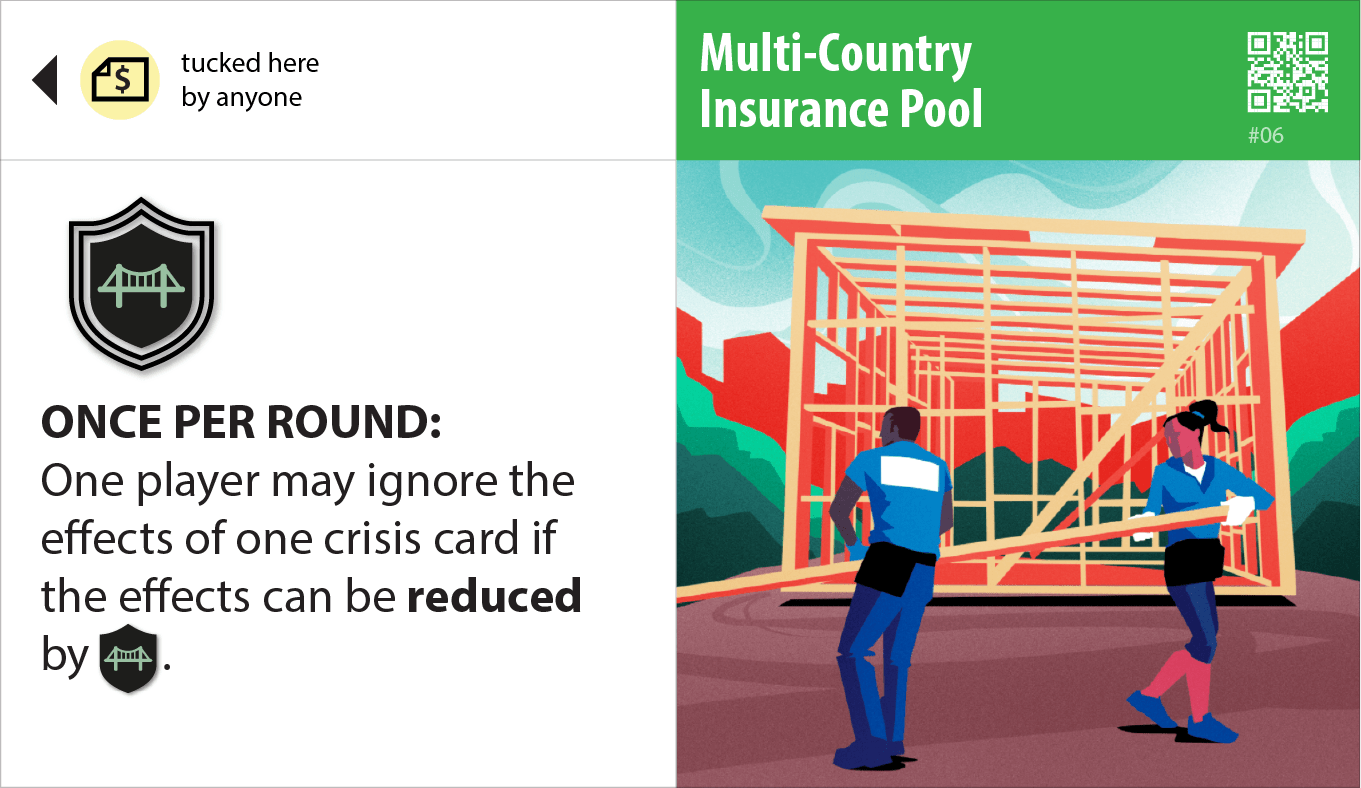 tucked here
by anyone
Multi-Country
Insurance Pool
#06
$
ONCE PER ROUND:
One player may ignore the
effects of one crisis card if
the effects can be reduced
by .